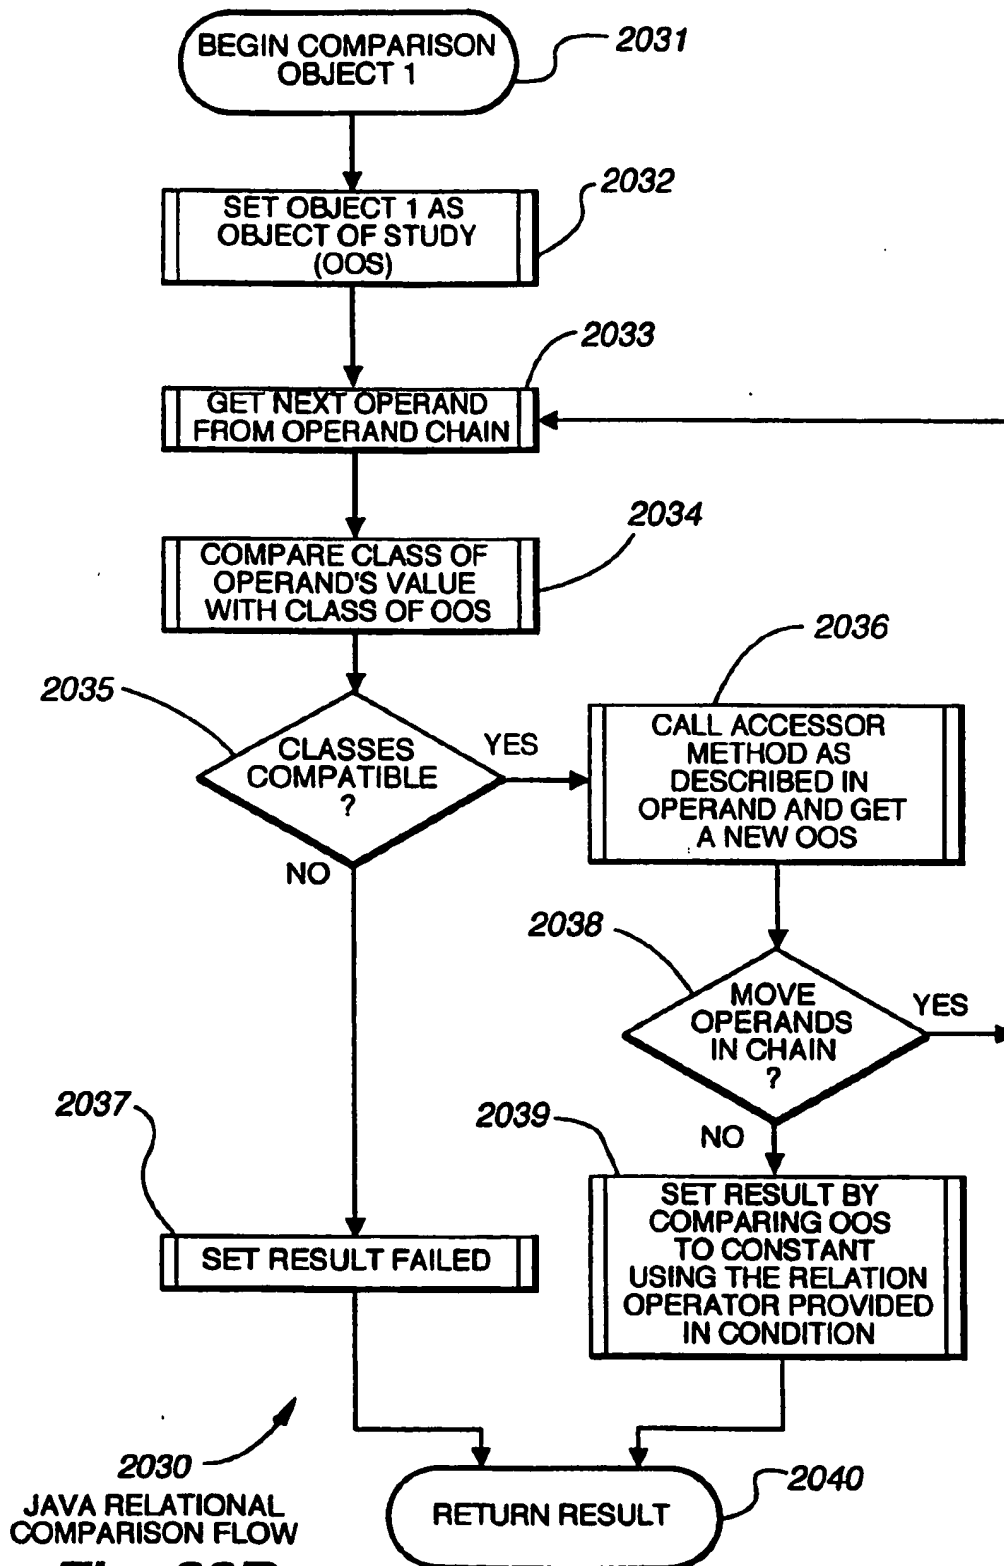 BEGIN COMPARISON
OBJECT 1
2031
SET OBJECT 1 AS
OBJECT OF STUDY
(OOS)
2032
GET NEXT OPERAND
FROM OPERAND CHAIN
2033
COMPARE CLASS OF
OPERAND'S VALUE
WITH CLASS OF OOS
2034
2035
CLASSES
COMPATIBLE
?
YES
NO
2036
CALL ACCESSOR
METHOD AS
DESCRIBED IN
OPERAND AND GET
A NEW OOS
2038
MOVE
OPERANDS
IN CHAIN
?
YES
NO
2037
SET RESULT FAILED
2039
SET RESULT BY
COMPARING OOS
TO CONSTANT
USING THE RELATION
OPERATOR PROVIDED
IN CONDITION
2040
RETURN RESULT
2030
JAVA RELATIONAL
COMPARISON FLOW